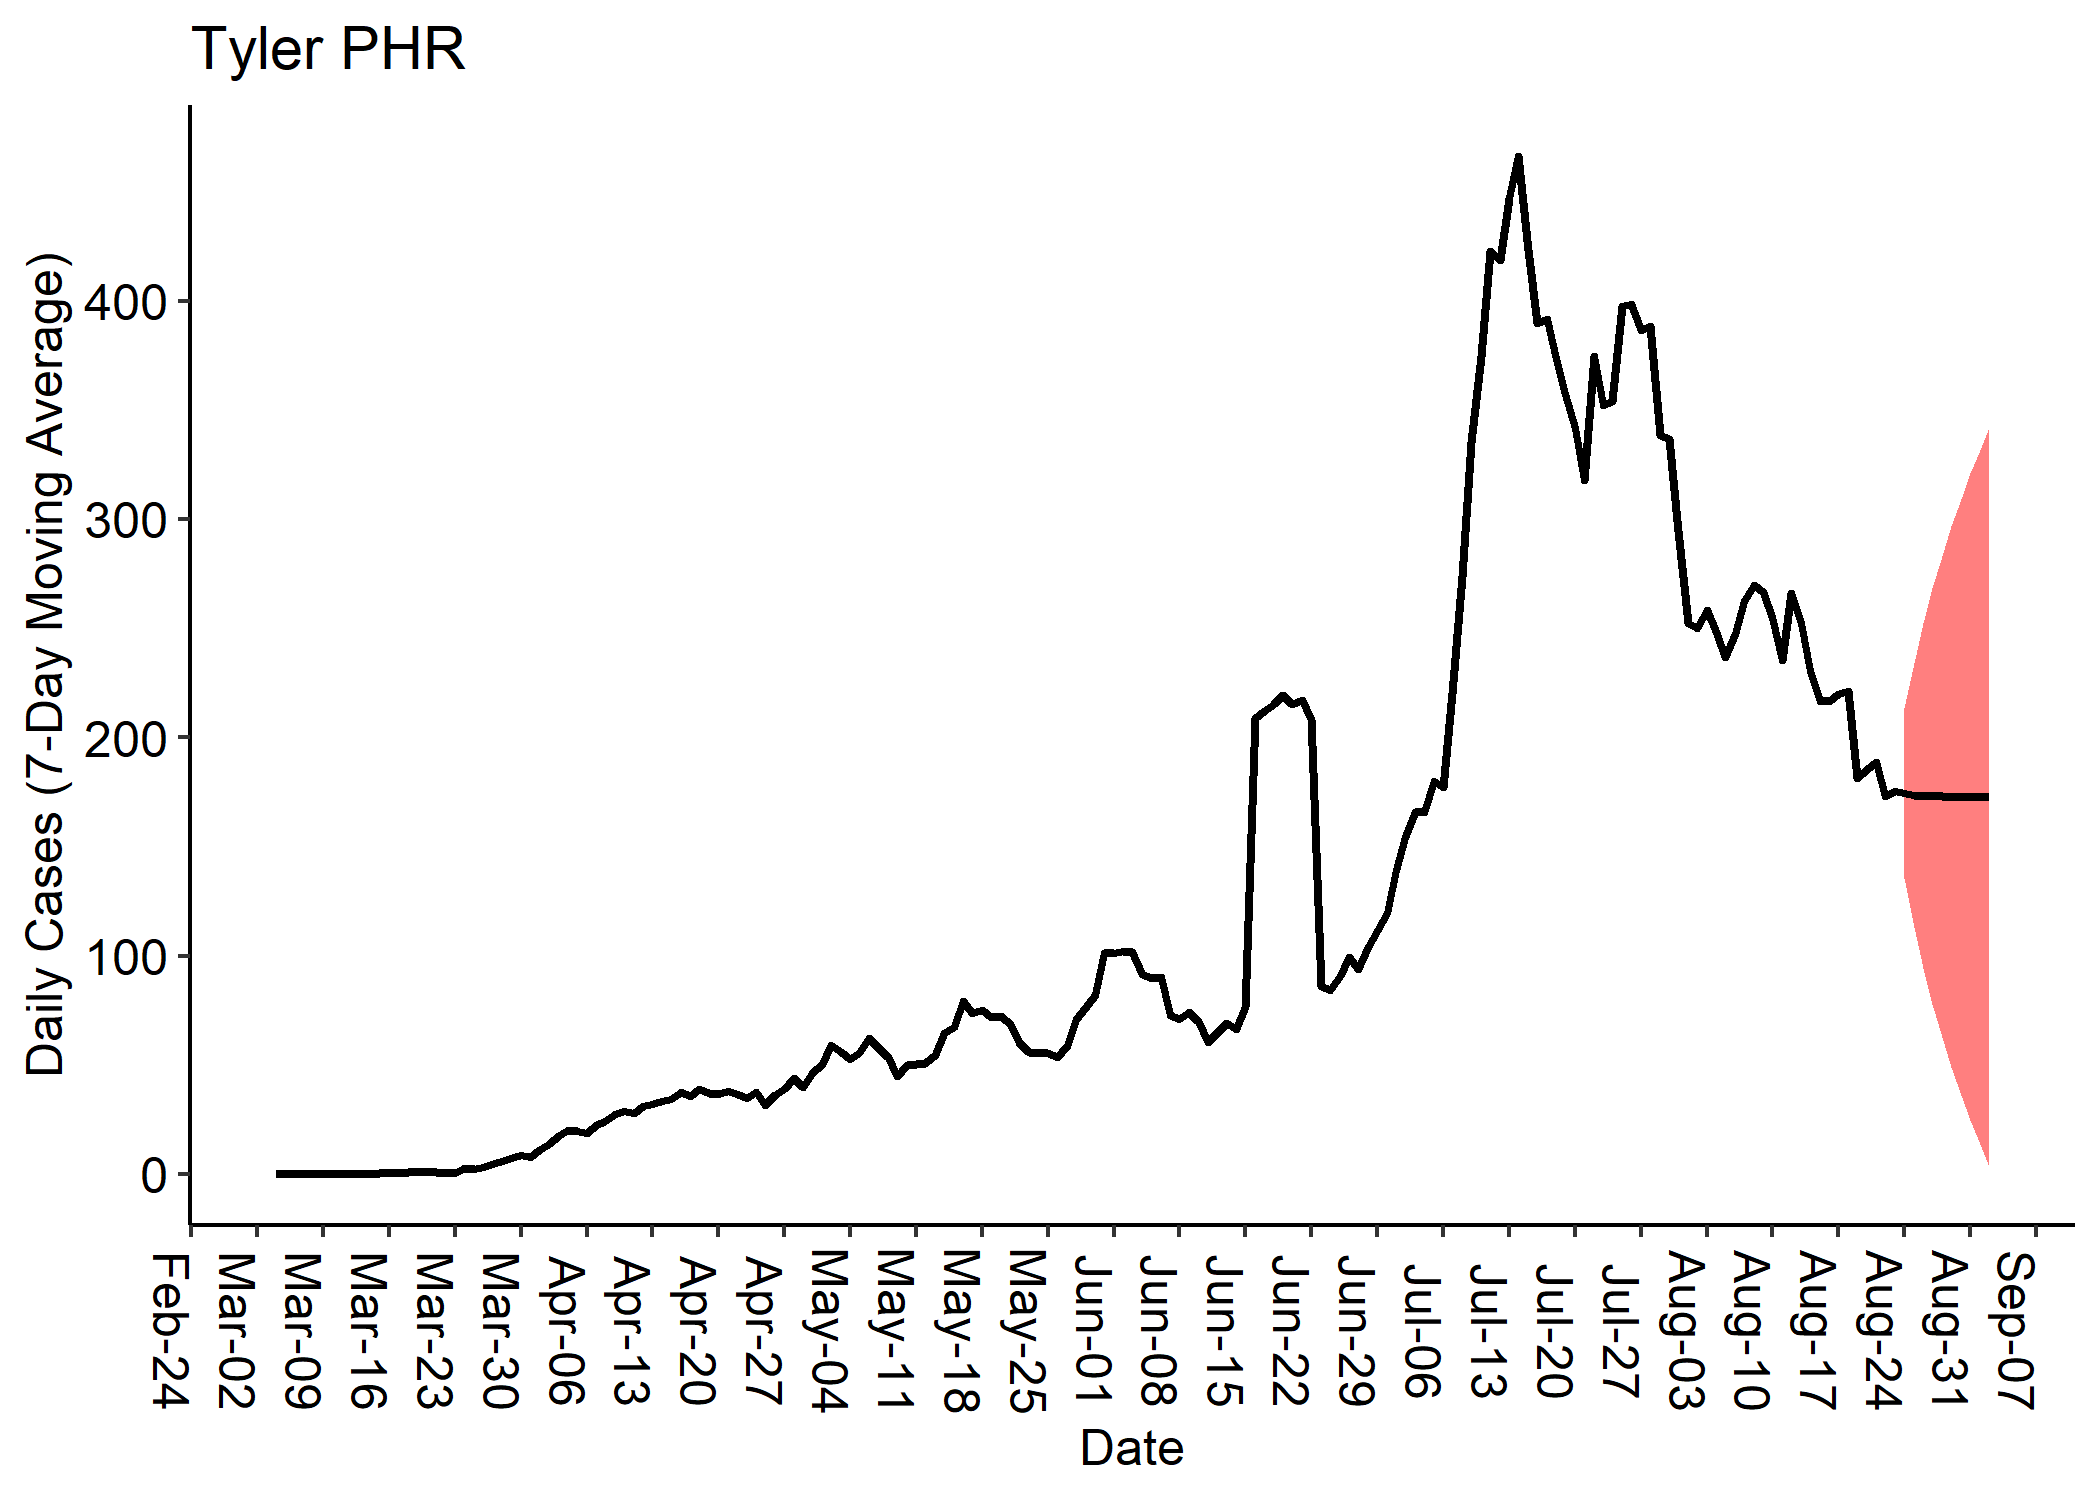 Tyler PHR
Daily Cases (7-Day Moving Average)
400
300
200
100
0
Feb-24
Mar-02
Mar-09
Mar-16
Mar-23
Mar-30
Apr-06
Apr-13
Apr-20
Apr-27
May-04
May-11
May-18
May-25
Jun-01
Jun-08
Jun-15
Jun-22
Jun-29
Jul-06
Jul-13
Jul-20
Jul-27
Aug-03
Aug-10
Aug-17
Aug-24
Aug-31
Sep-07
Date